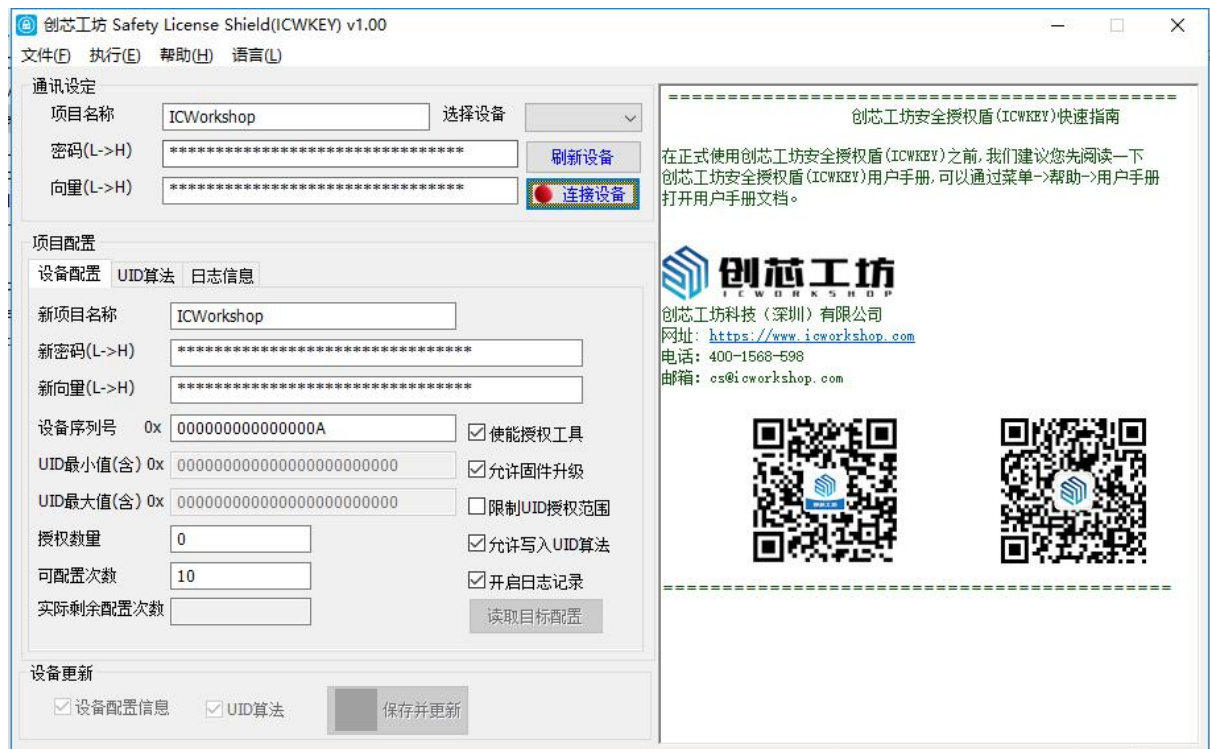 创芯工坊 Safety License Shield(ICWKEY) v1.00
文件(F) 执行(E) 帮助(H) 语言(L)
通讯设定
项目名称 ICWorkshop 选择设备
密码(L->H) ******************************** 刷新设备
向量(L->H) ******************************** 连接设备
项目配置
设备配置 UID算法 日志信息
新项目名称 ICWorkshop
新密码(L->H) ********************************
新向量(L->H) ********************************
设备序列号 0x 000000000000000A 使能授权工具
UID最小值(含) 0x 000000000000000000000000 允许固件升级
UID最大值(含) 0x 000000000000000000000000 限制UID授权范围
授权数量 0 允许写入UID算法
可配置次数 10 开启日志记录
实际剩余配置次数 读取目标配置
设备更新
设备配置信息 UID算法 保存并更新
============================================
创芯工坊安全授权盾(ICWKEY)快速指南
在正式使用创芯工坊安全授权盾(ICWKEY)之前,我们建议您先阅读一下
创芯工坊安全授权盾(ICWKEY)用户手册,可以通过菜单->帮助->用户手册
打开用户手册文档。
创芯工坊
ICWORKSHOP
创芯工坊科技（深圳）有限公司
网址: https://www.icworkshop.com
电话: 400-1568-598
邮箱: cs@icworkshop.com
创芯工坊
============================================